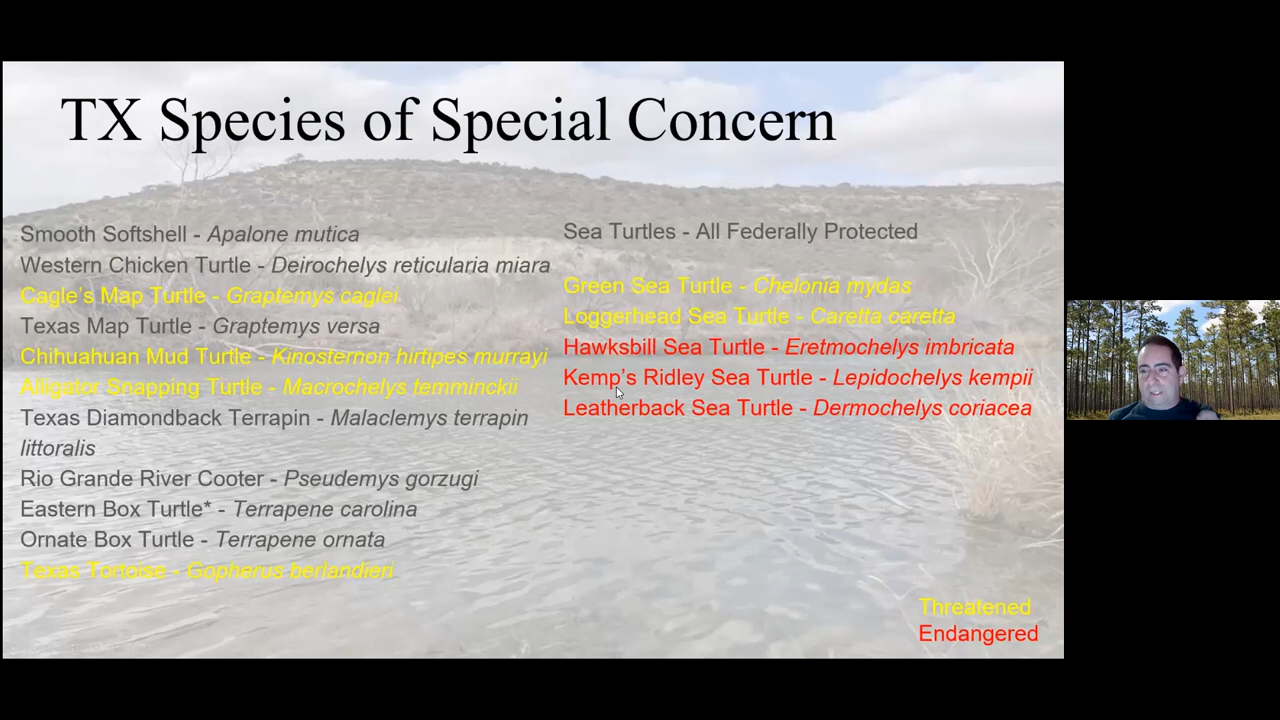 TX Species of Special Concern
Smooth Softshell - Apalone mutica
Western Chicken Turtle - Deirochelys reticularia miara
Cagle's Map Turtle - Graptemys caglei
Texas Map Turtle - Graptemys versa
Chihuahuan Mud Turtle - Kinosternon hirtipes murrayi
Alligator Snapping Turtle - Macrochelys temminckii
Texas Diamondback Terrapin - Malaclemys terrapin
littoralis
Rio Grande River Cooter - Pseudemys gorzugi
Eastern Box Turtle* - Terrapene carolina
Ornate Box Turtle - Terrapene ornata
Texas Tortoise - Gopherus berlandieri
Sea Turtles - All Federally Protected
Green Sea Turtle - Chelonia mydas
Loggerhead Sea Turtle - Caretta caretta
Hawksbill Sea Turtle - Eretmochelys imbricata
Kemp's Ridley Sea Turtle - Lepidochelys kempii
Leatherback Sea Turtle - Dermochelys coriacea
Threatened
Endangered